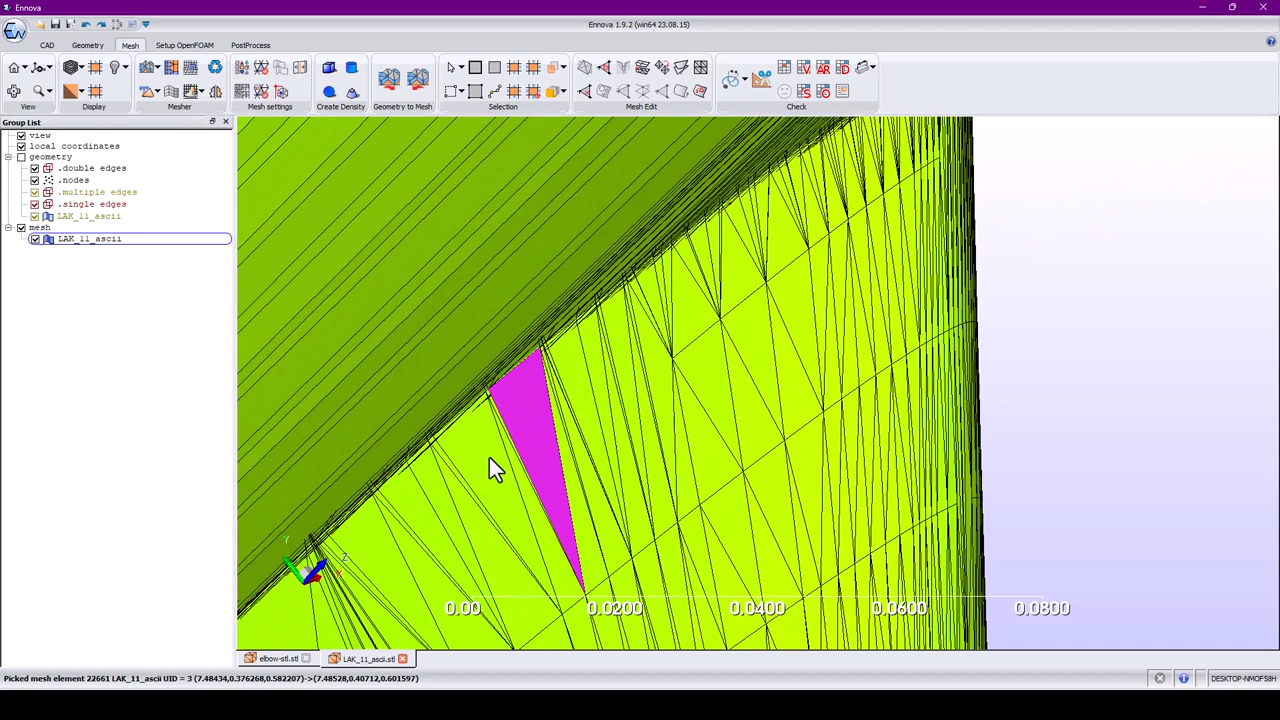 Ennova
Ennova 1.9.2 (win64 23.08.15)
CAD
Geometry
Mesh
Setup OpenFOAM
PostProcess
View
Display
Mesher
Mesh settings
Create Density
Geometry to Mesh
Selection
Mesh Edit
Check
Group List
view
local coordinates
geometry
.double edges
.nodes
.multiple edges
.single edges
LAK_11_ascii
mesh
LAK_11_ascii
Y
Z
X
0.00
0.0200
0.0400
0.0600
0.0800
elbow-stl.stl
LAK_11_ascii.stl
Picked mesh element 22661 LAK_11_ascii UID = 3 (7.48434,0.376268,0.582207)->(7.48528,0.40712,0.601597)
DESKTOP-NMOF58H